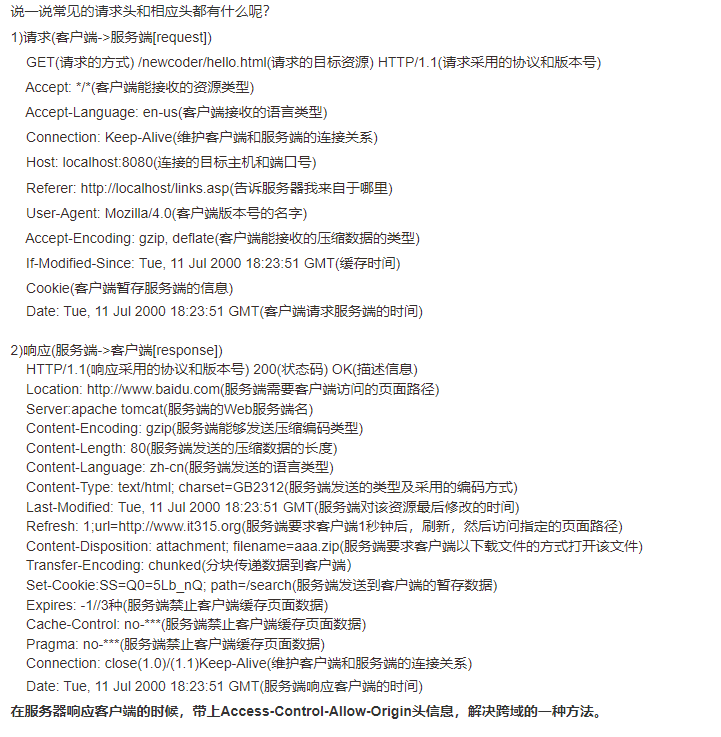 说一说常见的请求头和相应头都有什么呢?
1)请求(客户端->服务端[request])
GET(请求的方式) /newcoder/hello.html(请求的目标资源) HTTP/1.1(请求采用的协议和版本号)
Accept: */*(客户端能接收的资源类型)
Accept-Language: en-us(客户端接收的语言类型)
Connection: Keep-Alive(维护客户端和服务端的连接关系)
Host: localhost:8080(连接的目标主机和端口号)
Referer: http://localhost/links.asp(告诉服务器我来自于哪里)
User-Agent: Mozilla/4.0(客户端版本号的名字)
Accept-Encoding: gzip, deflate(客户端能接收的压缩数据的类型)
If-Modified-Since: Tue, 11 Jul 2000 18:23:51 GMT(缓存时间)
Cookie(客户端暂存服务端的信息)
Date: Tue, 11 Jul 2000 18:23:51 GMT(客户端请求服务端的时间)
2)响应(服务端->客户端[response])
HTTP/1.1(响应采用的协议和版本号) 200(状态码) OK(描述信息)
Location: http://www.baidu.com(服务端需要客户端访问的页面路径)
Server:apache tomcat(服务端的Web服务端名)
Content-Encoding: gzip(服务端能够发送压缩编码类型)
Content-Length: 80(服务端发送的压缩数据的长度)
Content-Language: zh-cn(服务端发送的语言类型)
Content-Type: text/html; charset=GB2312(服务端发送的类型及采用的编码方式)
Last-Modified: Tue, 11 Jul 2000 18:23:51 GMT(服务端对该资源最后修改的时间)
Refresh: 1;url=http://www.it315.org(服务端要求客户端1秒钟后，刷新，然后访问指定的页面路径)
Content-Disposition: attachment; filename=aaa.zip(服务端要求客户端以下载文件的方式打开该文件)
Transfer-Encoding: chunked(分块传递数据到客户端）
Set-Cookie:SS=Q0=5Lb_nQ; path=/search(服务端发送到客户端的暂存数据)
Expires: -1//3种(服务端禁止客户端缓存页面数据)
Cache-Control: no-***(服务端禁止客户端缓存页面数据)
Pragma: no-***(服务端禁止客户端缓存页面数据)
Connection: close(1.0)/(1.1)Keep-Alive(维护客户端和服务端的连接关系)
Date: Tue, 11 Jul 2000 18:23:51 GMT(服务端响应客户端的时间)
在服务器响应客户端的时候，带上Access-Control-Allow-Origin头信息，解决跨域的一种方法。